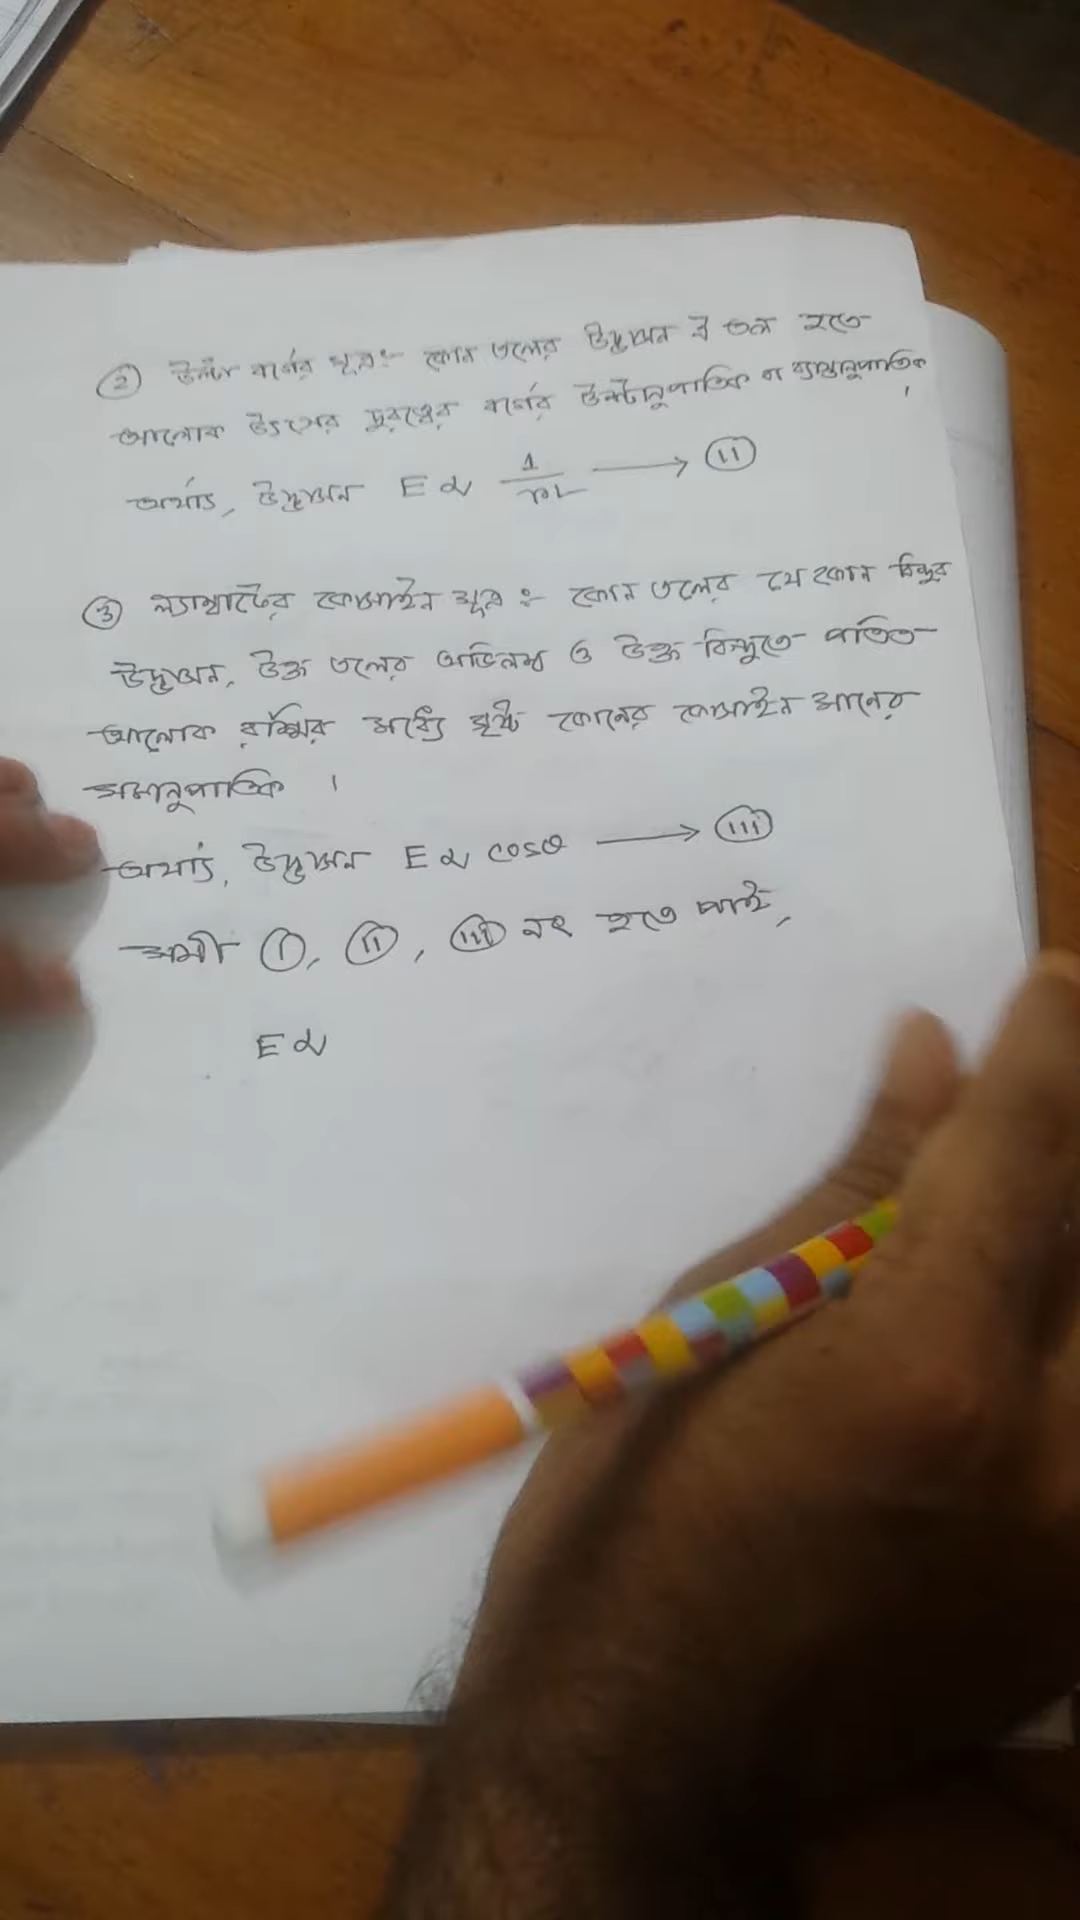 ② উল্টা বর্গের সূত্রঃ- কোন তলের উদ্ভাসন ঐ তল হতে
আলোক উৎসের দুরত্বের বর্গের উল্টানুপাতিক বা ব্যাস্তানুপাতিক ।
অর্থাৎ, উদ্ভাসন E α 1/r² → ⅱ
③ ল্যাম্বার্টের কোসাইন সূত্র ঃ- কোন তলের যে কোন বিন্দুর
উদ্ভাসন, উক্ত তলের অভিলম্ব ও উক্ত বিন্দুতে পতিত
আলোক রশ্মির মধ্যে সৃষ্ট কোনের কোসাইন মানের
সমানুপাতিক ।
অর্থাৎ, উদ্ভাসন E α cosθ → ⅲ
সমী ⅰ, ⅱ, ⅲ নং হতে পাই,
E α